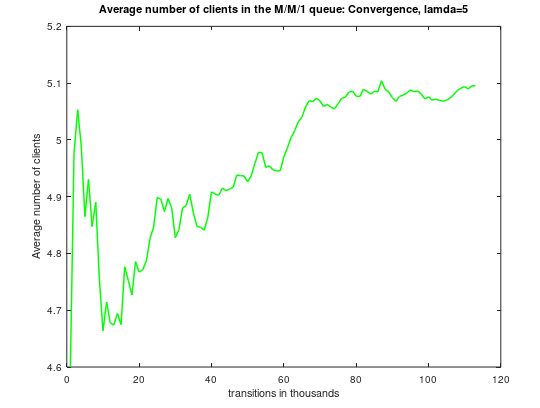 Average number of clients in the M/M/1 queue: Convergence, lamda=5
5.2
5.1
5
4.9
4.8
4.7
4.6
Average number of clients
0 20 40 60 80 100 120
transitions in thousands